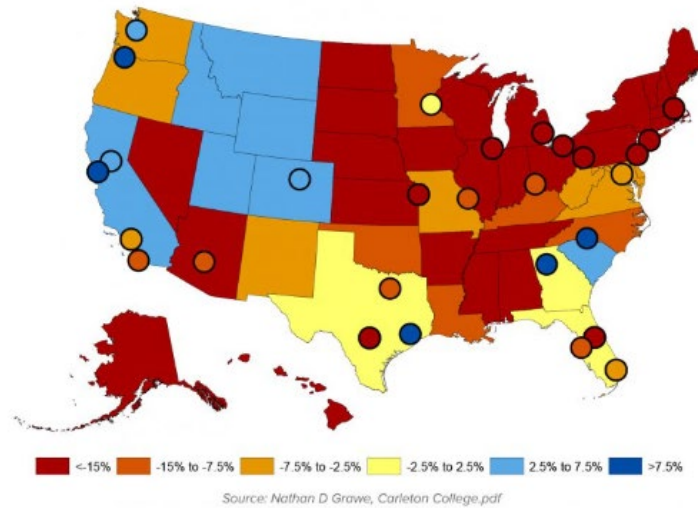 <-15% -15% to -7.5% -7.5% to -2.5% -2.5% to 2.5% 2.5% to 7.5% >7.5%
Source: Nathan D Grawe, Carleton College.pdf